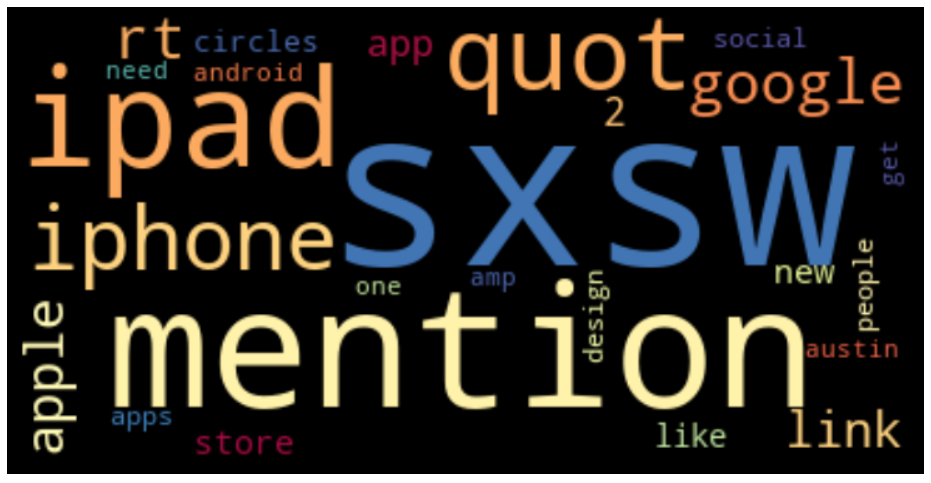 rt
circles
app
quot
social
need
android
google
ipad
2
sxsw
get
iphone
new
people
one
amp
design
mention
apple
austin
apps
store
like
link